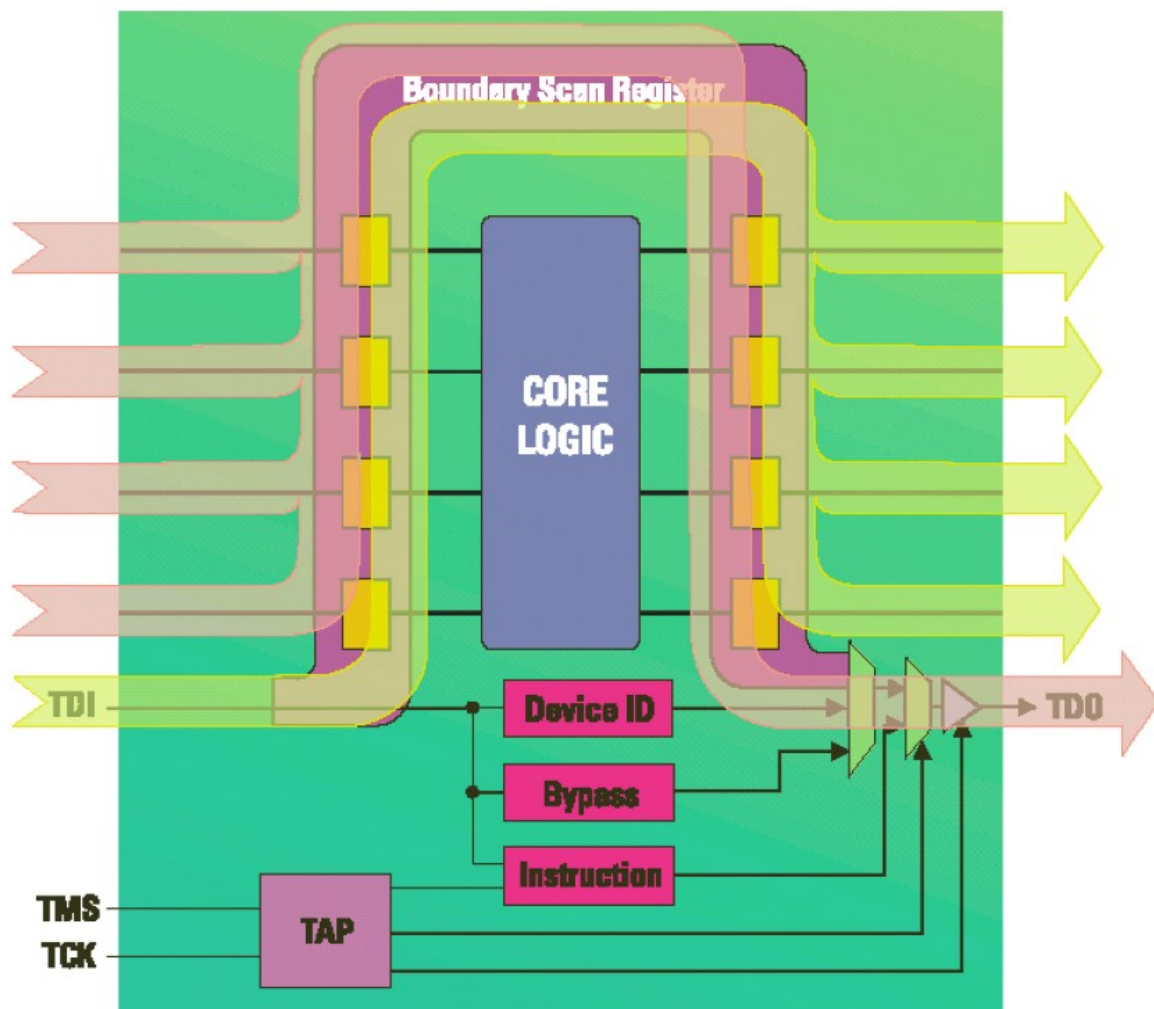 Boundary Scan Register
CORE
LOGIC
TDI
Device ID
TDO
Bypass
Instruction
TMS
TAP
TCK